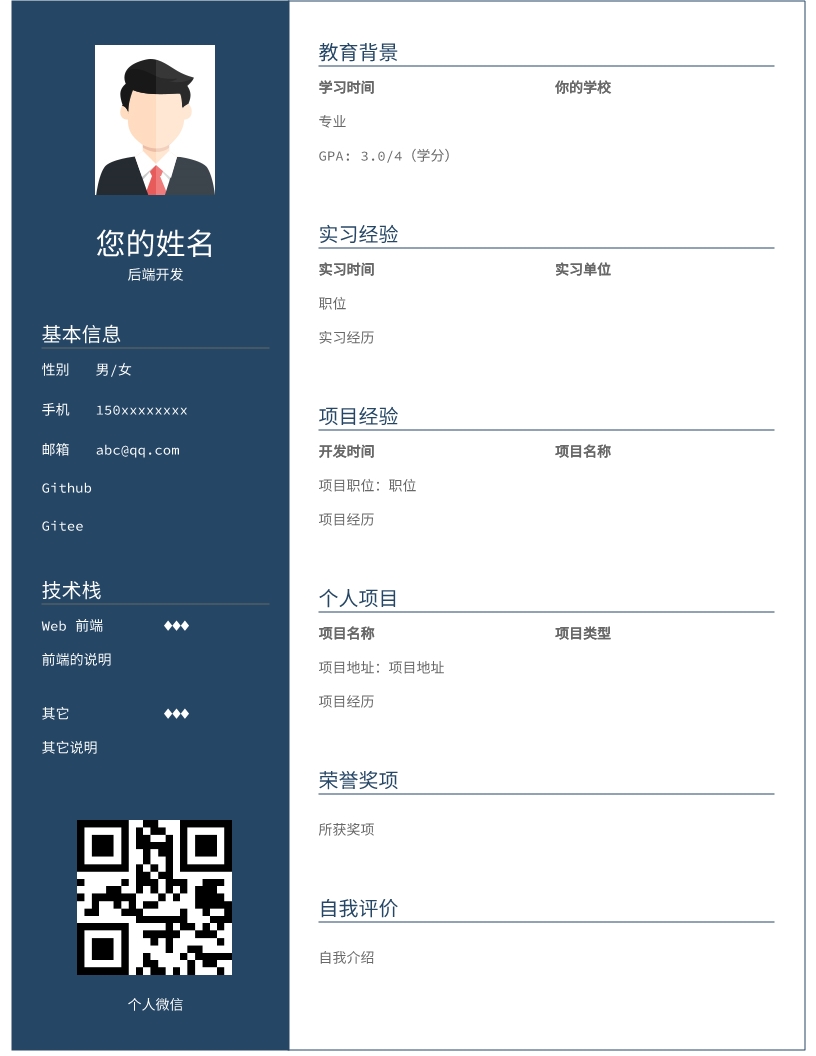 您的姓名
后端开发
基本信息
性别 男/女
手机 150xxxxxxxx
邮箱 abc@qq.com
Github
Gitee
技术栈
Web 前端 ♦♦♦
前端的说明
其它 ♦♦♦
其它说明
个人微信
教育背景
学习时间 你的学校
专业
GPA: 3.0/4（学分）
实习经验
实习时间 实习单位
职位
实习经历
项目经验
开发时间 项目名称
项目职位: 职位
项目经历
个人项目
项目名称 项目类型
项目地址: 项目地址
项目经历
荣誉奖项
所获奖项
自我评价
自我介绍